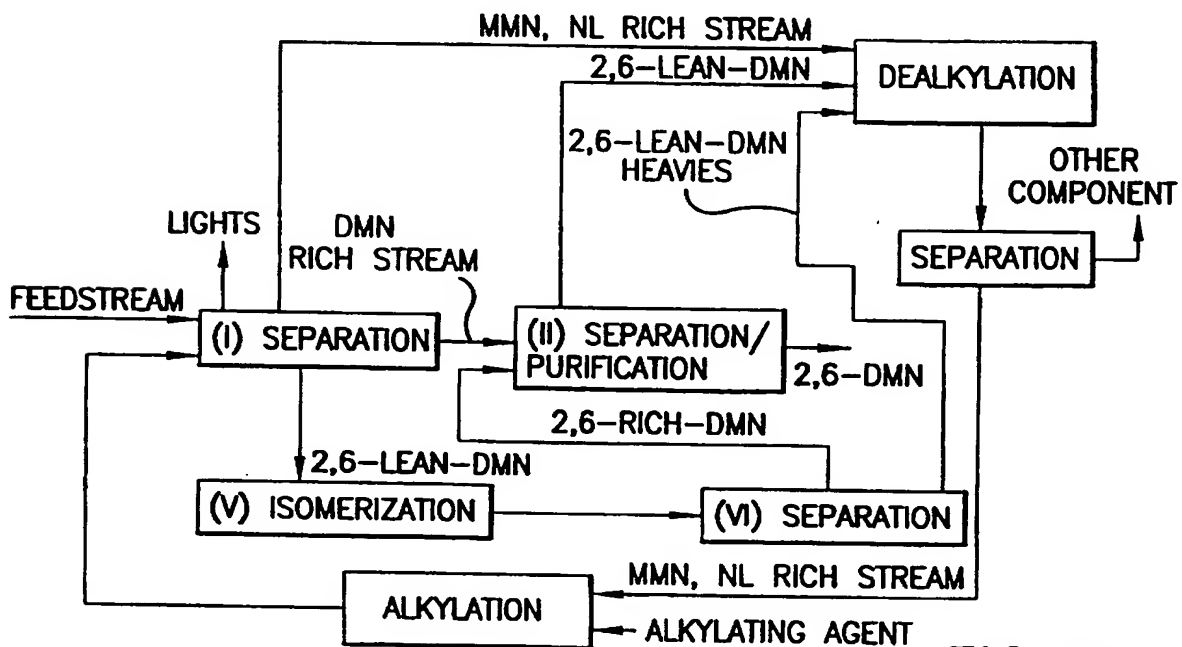 MMN, NL RICH STREAM
2,6-LEAN-DMN
DEALKYLATION
2,6-LEAN-DMN
HEAVIES
OTHER
COMPONENT
LIGHTS
DMN
RICH STREAM
SEPARATION
FEEDSTREAM
(I) SEPARATION
(II) SEPARATION/
PURIFICATION
2,6-DMN
2,6-RICH-DMN
2,6-LEAN-DMN
(V) ISOMERIZATION
(VI) SEPARATION
MMN, NL RICH STREAM
ALKYLATION
ALKYLATING AGENT